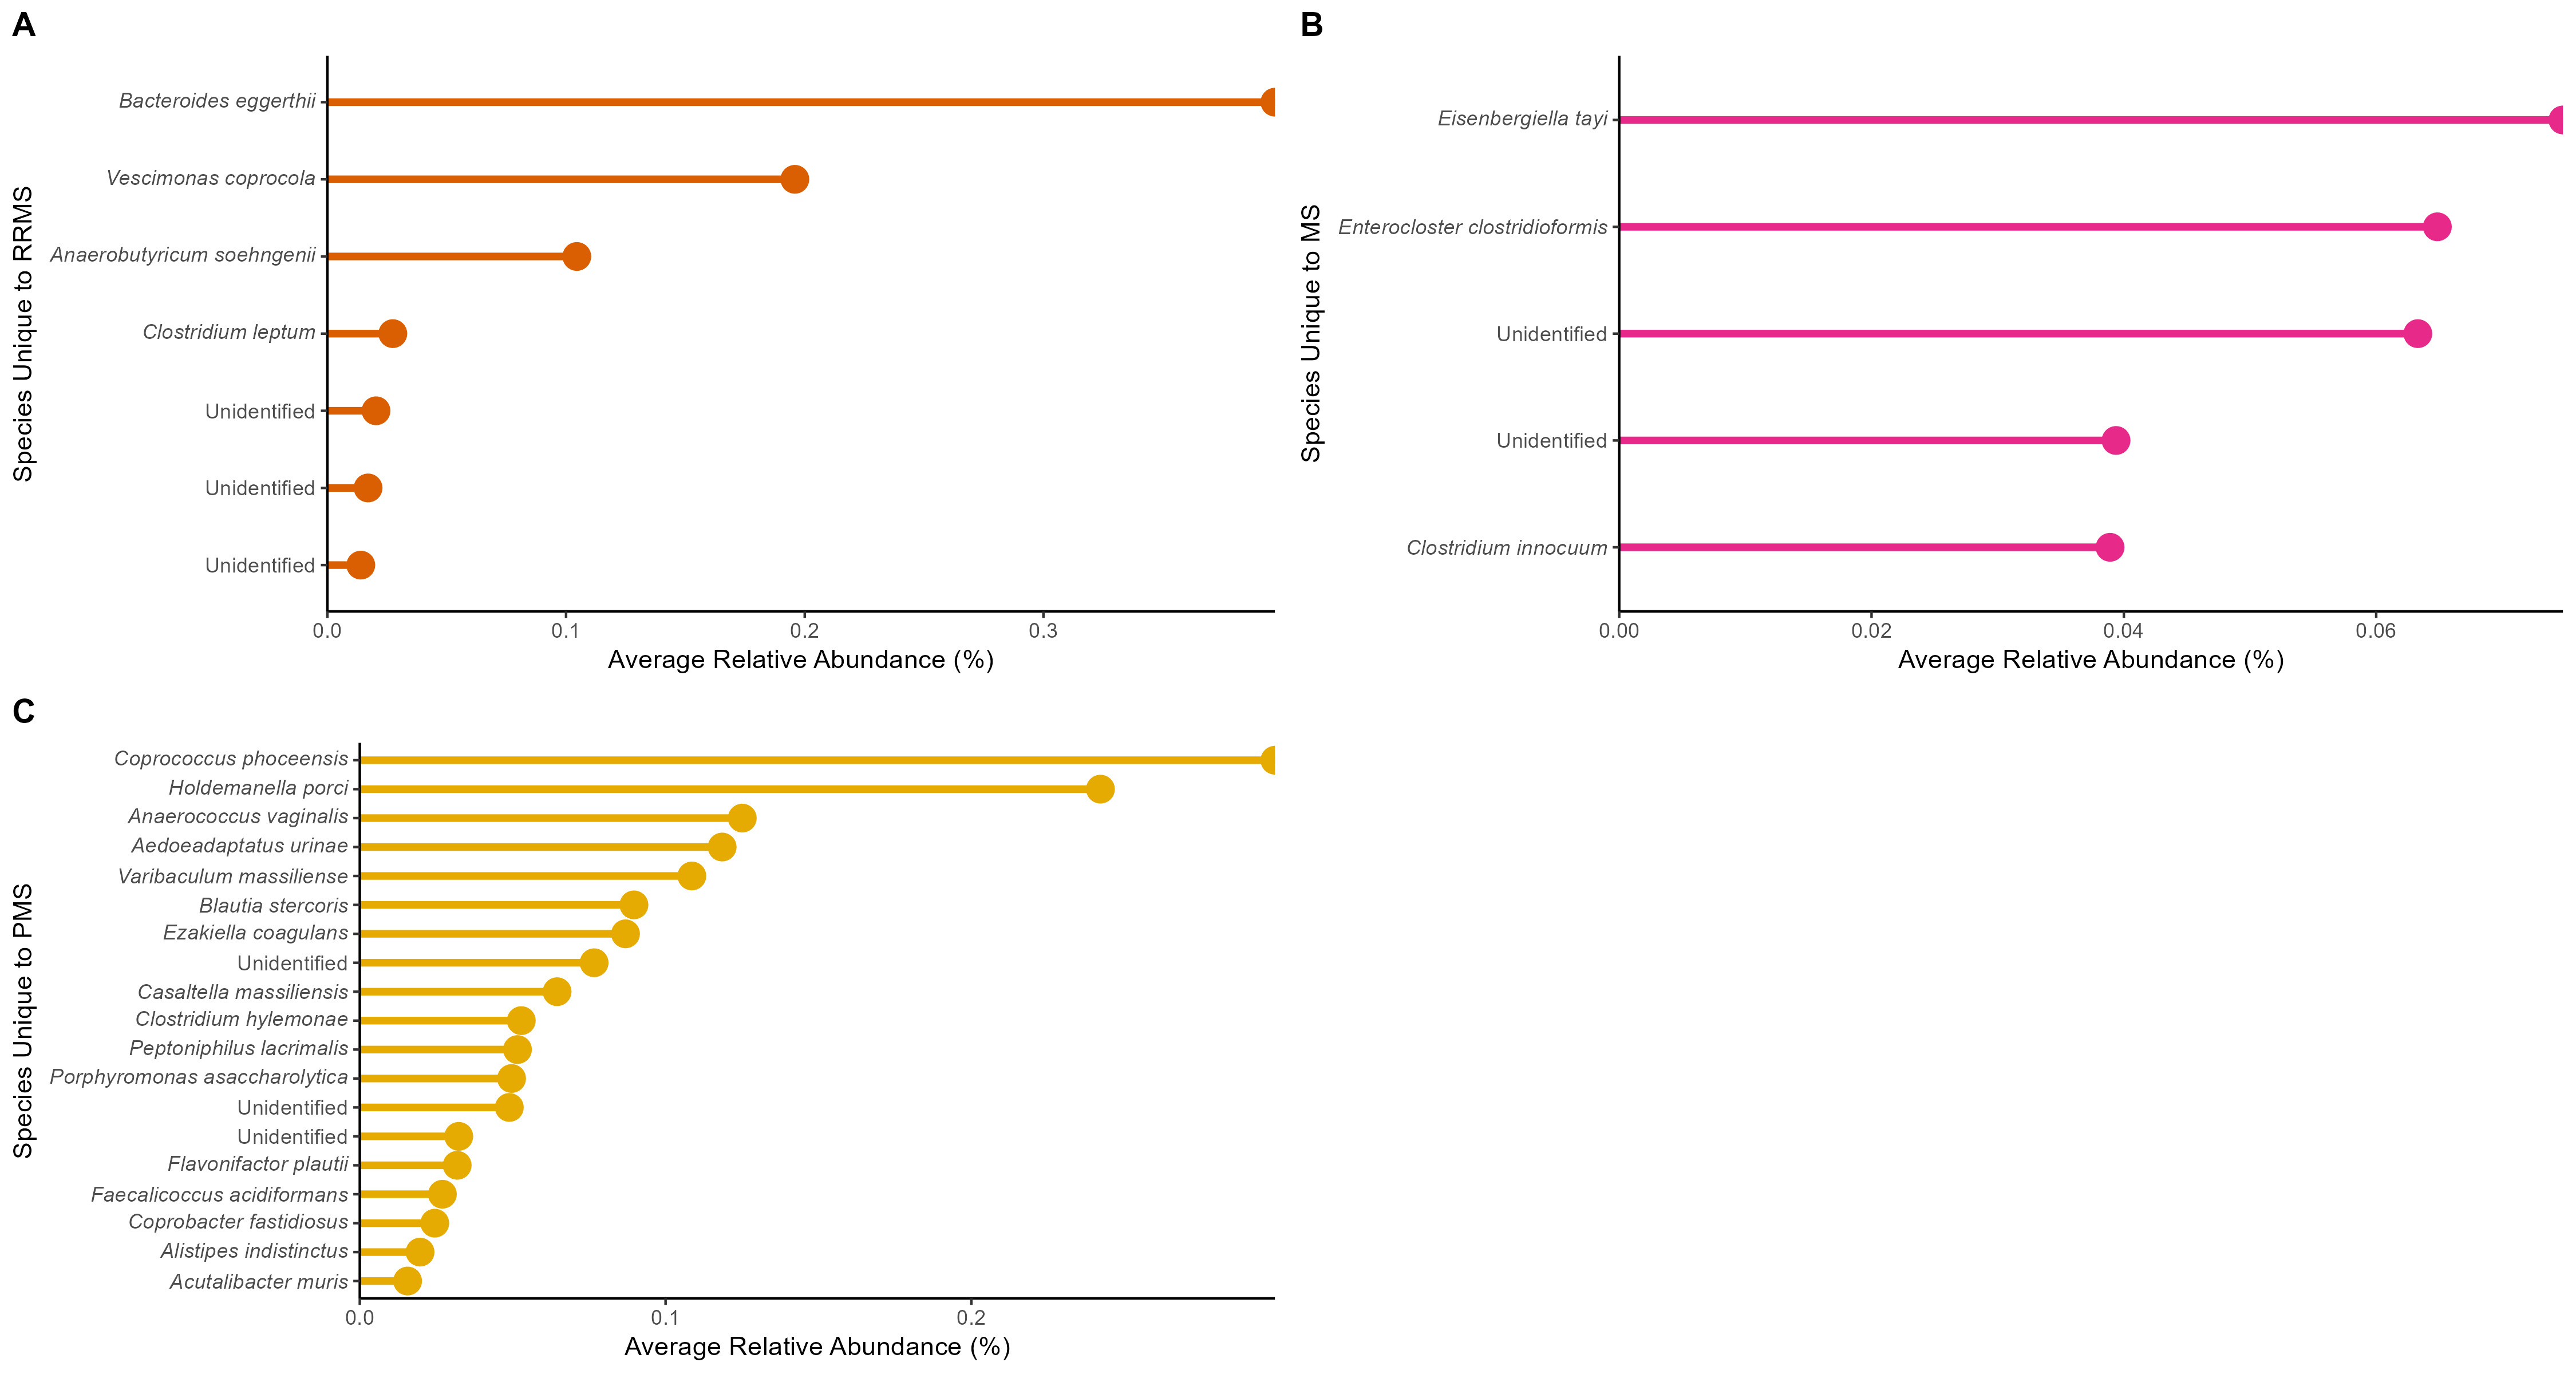 A
Species Unique to RRMS
Bacteroides eggerthii
Vescimonas coprocola
Anaerobutyricum soehngenii
Clostridium leptum
Unidentified
Unidentified
Unidentified
0.0 0.1 0.2 0.3
Average Relative Abundance (%)
B
Species Unique to MS
Eisenbergiella tayi
Enterocloster clostridioformis
Unidentified
Unidentified
Clostridium innocuum
0.00 0.02 0.04 0.06
Average Relative Abundance (%)
C
Species Unique to PMS
Coprococcus phoceensis
Holdemanella porci
Anaerococcus vaginalis
Aedoeadaptatus urinae
Varibaculum massiliense
Blautia stercoris
Ezakiella coagulans
Unidentified
Casaltella massiliensis
Clostridium hylemonae
Peptoniphilus lacrimalis
Porphyromonas asaccharolytica
Unidentified
Unidentified
Flavonifactor plautii
Faecalicoccus acidiformans
Coprobacter fastidiosus
Alistipes indistinctus
Acutalibacter muris
0.0 0.1 0.2
Average Relative Abundance (%)